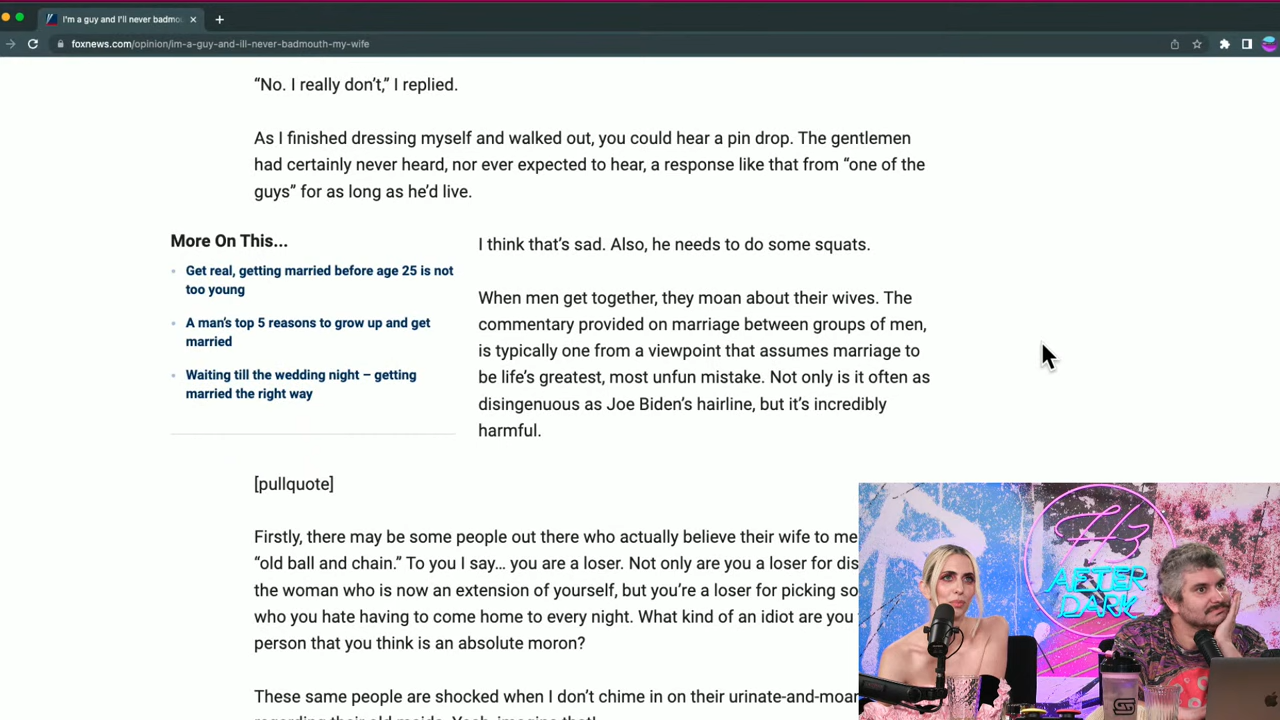 I'm a guy and I'll never badmou
foxnews.com/opinion/im-a-guy-and-ill-never-badmouth-my-wife
“No. I really don’t,” I replied.
As I finished dressing myself and walked out, you could hear a pin drop. The gentlemen
had certainly never heard, nor ever expected to hear, a response like that from “one of the
guys” for as long as he’d live.
More On This...
Get real, getting married before age 25 is not
too young
A man’s top 5 reasons to grow up and get
married
Waiting till the wedding night – getting
married the right way
I think that’s sad. Also, he needs to do some squats.
When men get together, they moan about their wives. The
commentary provided on marriage between groups of men,
is typically one from a viewpoint that assumes marriage to
be life’s greatest, most unfun mistake. Not only is it often as
disingenuous as Joe Biden’s hairline, but it’s incredibly
harmful.
[pullquote]
Firstly, there may be some people out there who actually believe their wife to me
“old ball and chain.” To you I say… you are a loser. Not only are you a loser for dis
the woman who is now an extension of yourself, but you’re a loser for picking so
who you hate having to come home to every night. What kind of an idiot are you
person that you think is an absolute moron?
These same people are shocked when I don’t chime in on their urinate-and-moan
regarding their old maids. Yeah, imagine that!
H3
AFTER
DARK